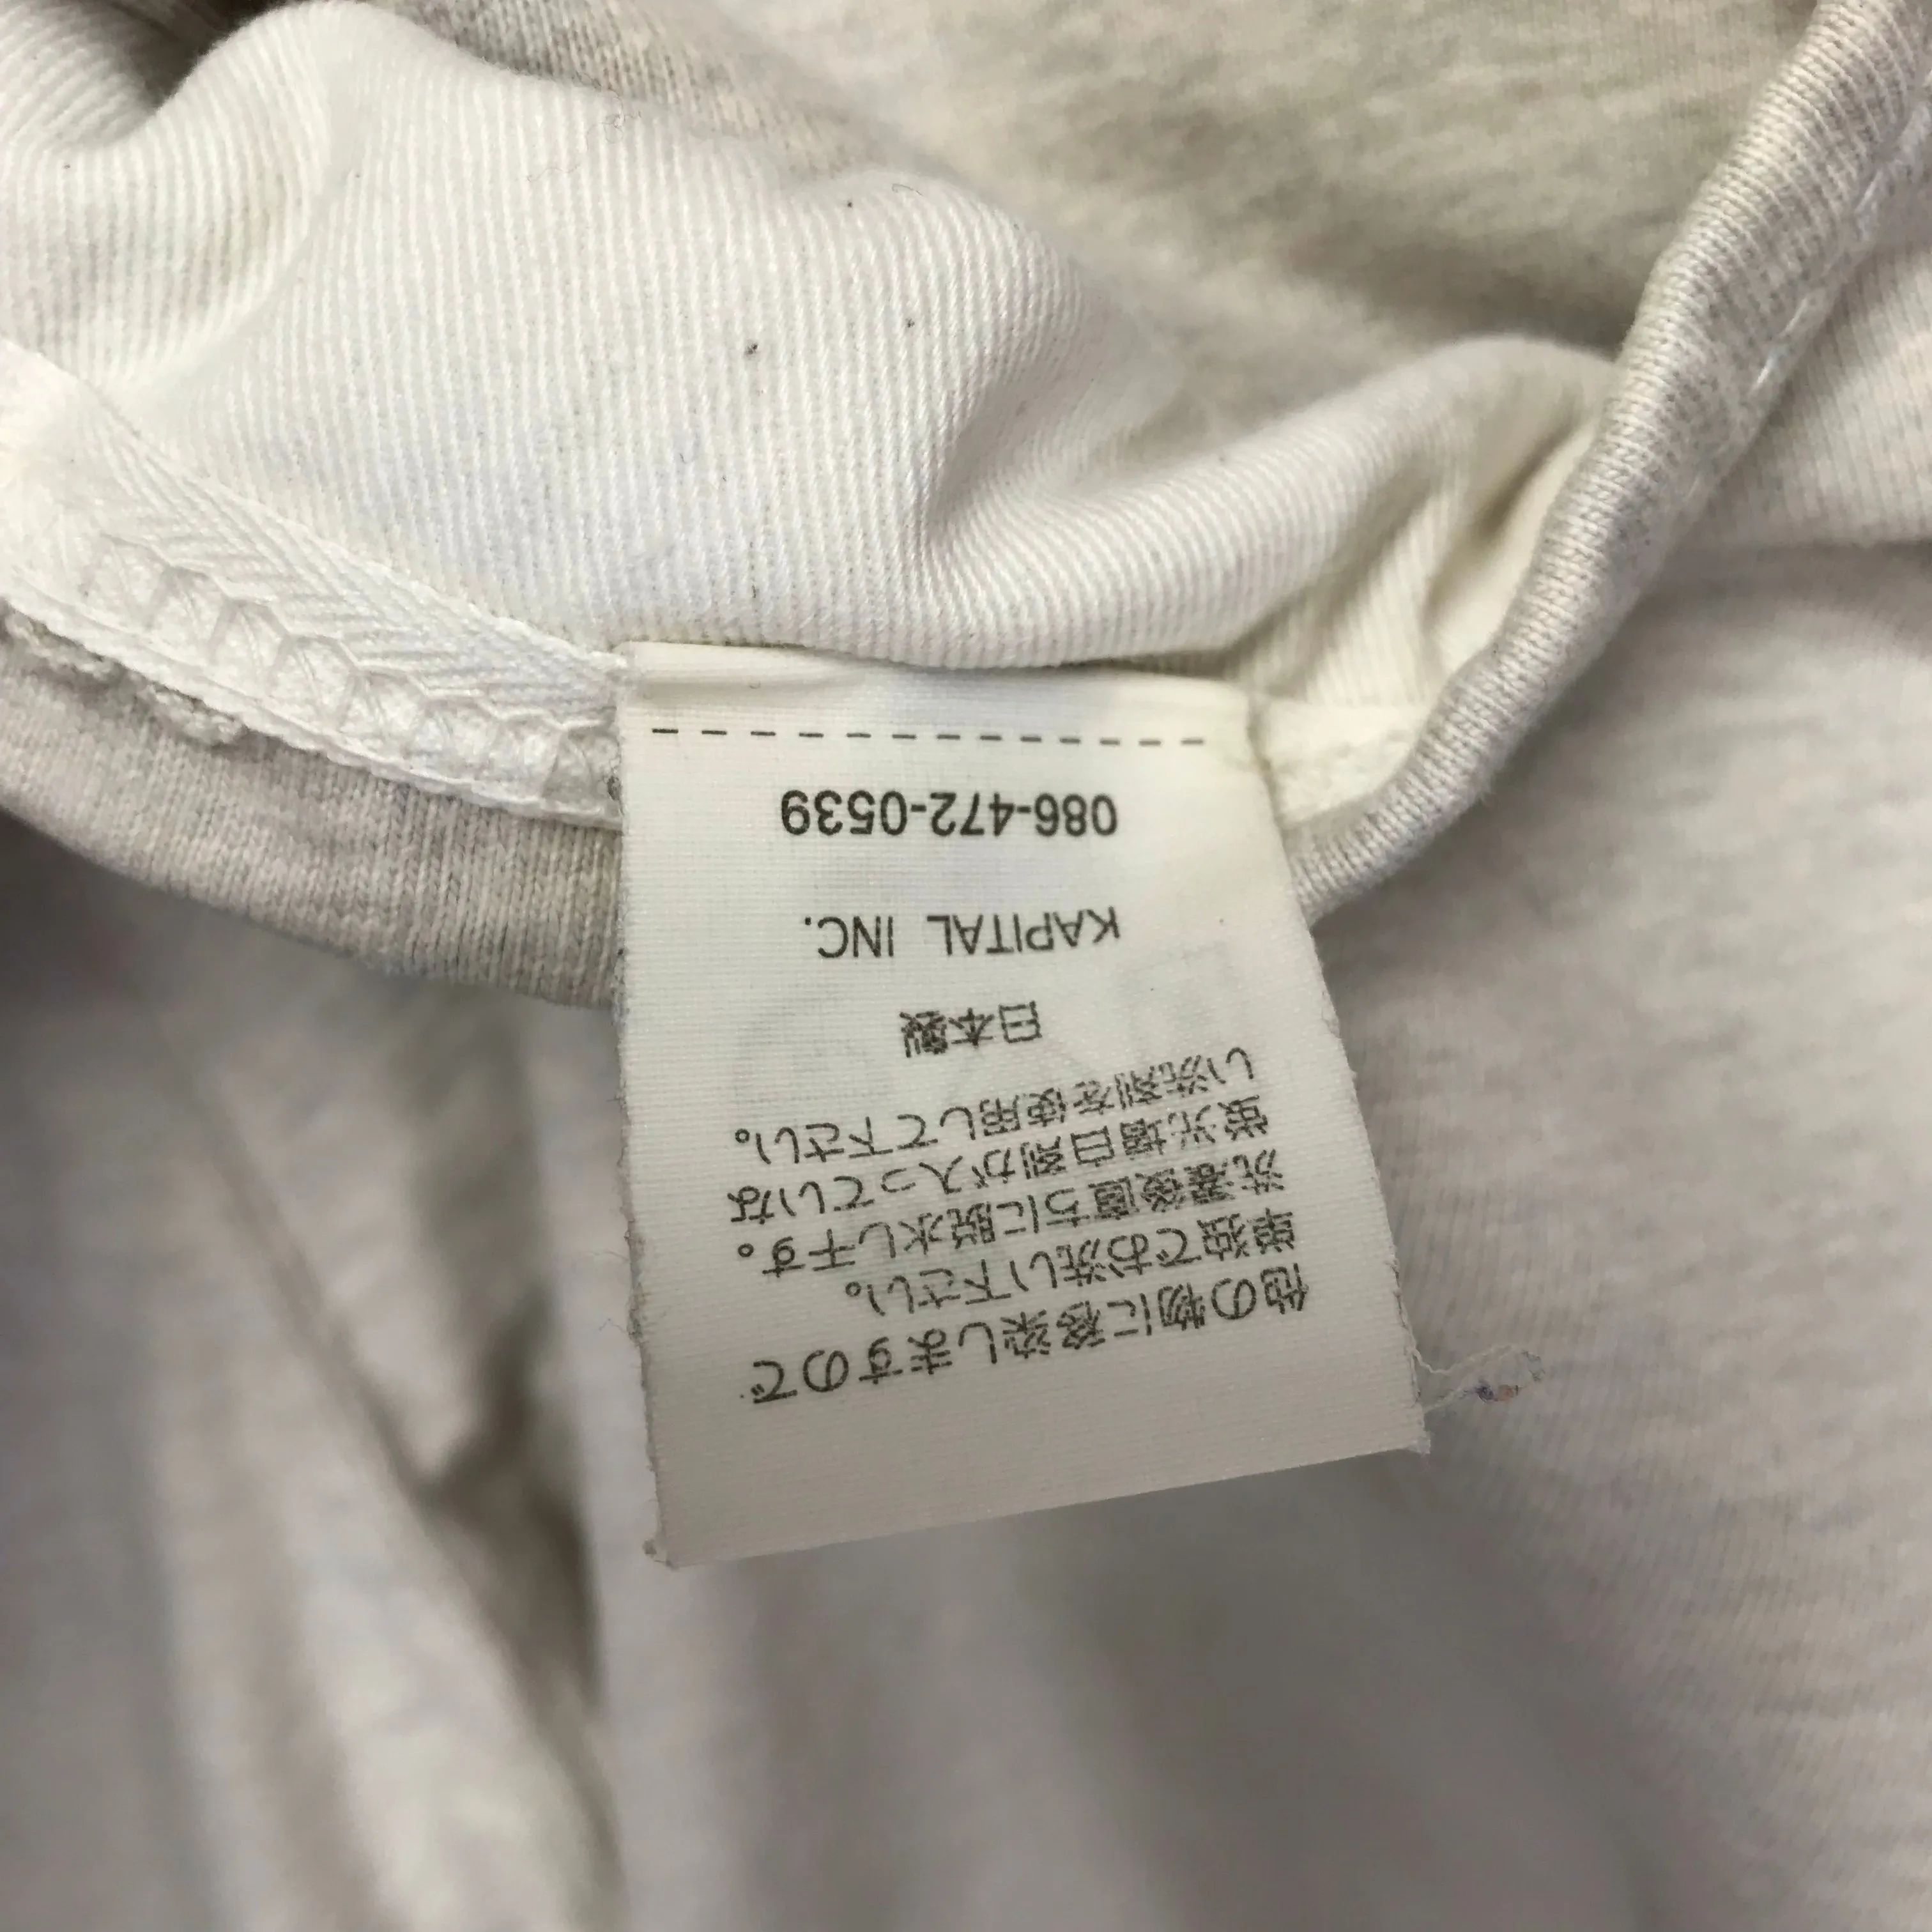 他の物に移染しますので
単独でお洗い下さい。
洗濯後直ちに脱水し干す。
蛍光増白剤が入っていな
い洗剤を使用して下さい。
日本製
KAPITAL INC.
086-472-0539